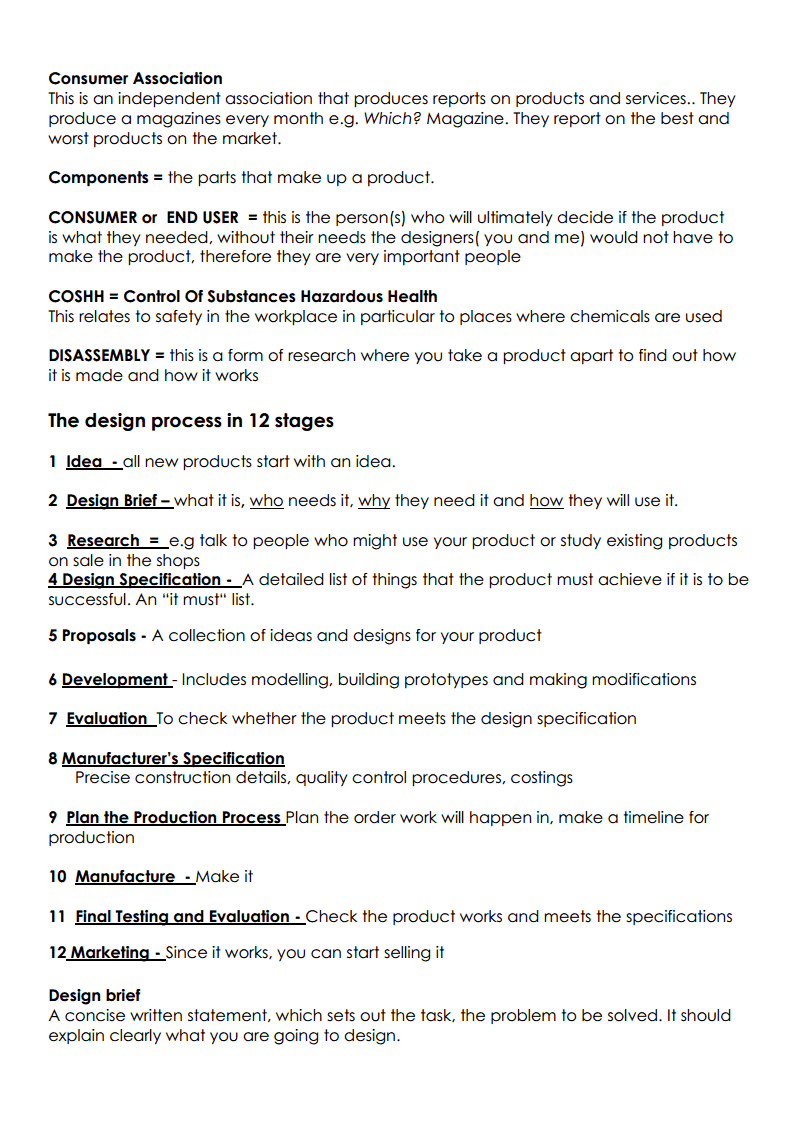 Consumer Association
This is an independent association that produces reports on products and services.. They
produce a magazines every month e.g. Which? Magazine. They report on the best and
worst products on the market.
Components = the parts that make up a product.
CONSUMER or  END USER  = this is the person(s) who will ultimately decide if the product
is what they needed, without their needs the designers( you and me) would not have to
make the product, therefore they are very important people
COSHH = Control Of Substances Hazardous Health
This relates to safety in the workplace in particular to places where chemicals are used
DISASSEMBLY = this is a form of research where you take a product apart to find out how
it is made and how it works
The design process in 12 stages
1  Idea  - all new products start with an idea.
2  Design Brief – what it is, who needs it, why they need it and how they will use it.
3  Research  =  e.g talk to people who might use your product or study existing products
on sale in the shops
4 Design Specification -  A detailed list of things that the product must achieve if it is to be
successful. An “it must“ list.
5 Proposals - A collection of ideas and designs for your product
6 Development - Includes modelling, building prototypes and making modifications
7  Evaluation  To check whether the product meets the design specification
8 Manufacturer’s Specification
Precise construction details, quality control procedures, costings
9  Plan the Production Process Plan the order work will happen in, make a timeline for
production
10  Manufacture  - Make it
11  Final Testing and Evaluation - Check the product works and meets the specifications
12 Marketing - Since it works, you can start selling it
Design brief
A concise written statement, which sets out the task, the problem to be solved. It should
explain clearly what you are going to design.